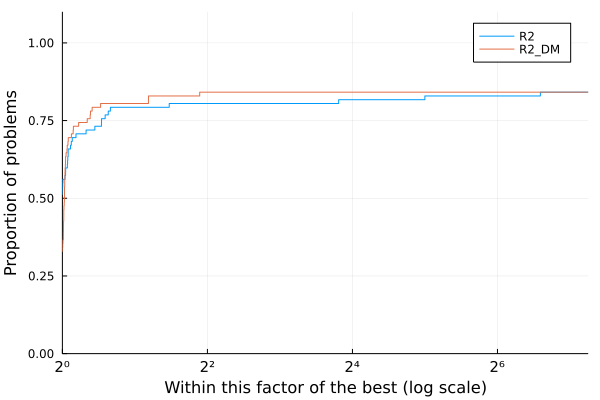 R2
R2_DM
Proportion of problems
1.00
0.75
0.50
0.25
0.00
2⁰
2²
2⁴
2⁶
Within this factor of the best (log scale)